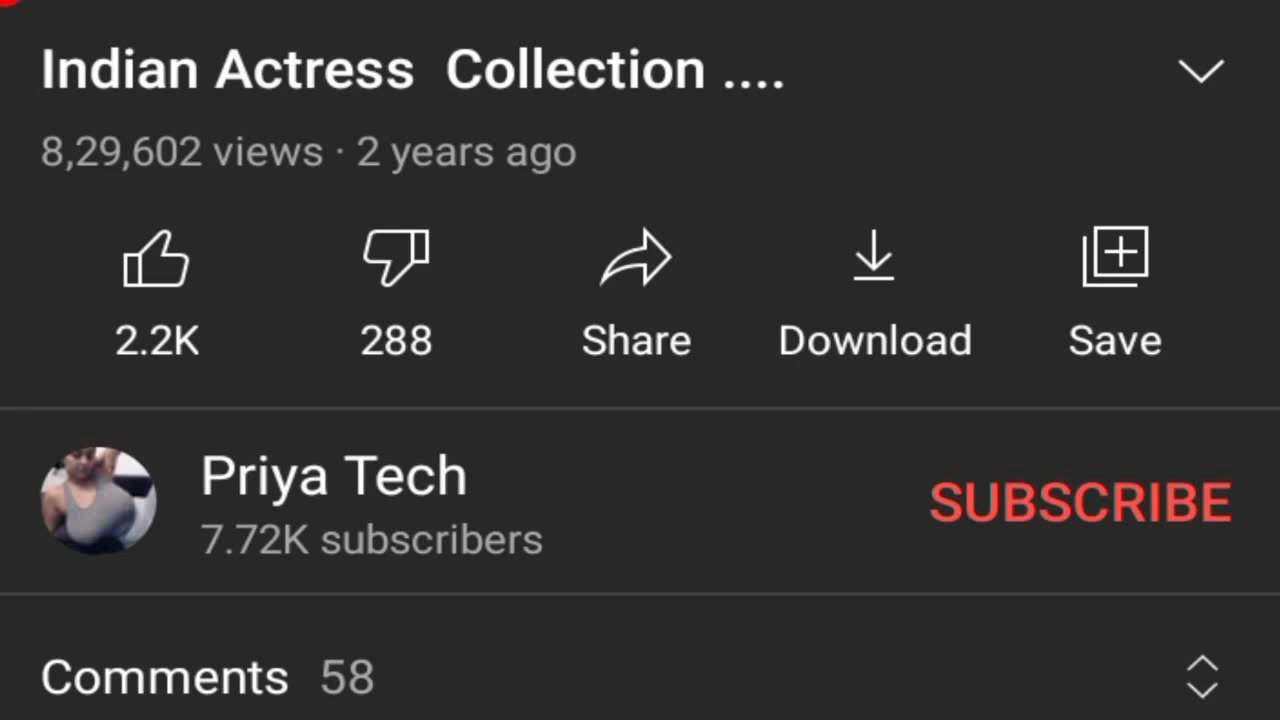 Indian Actress  Collection ....
8,29,602 views · 2 years ago
2.2K 288 Share Download Save
Priya Tech
7.72K subscribers
SUBSCRIBE
Comments 58